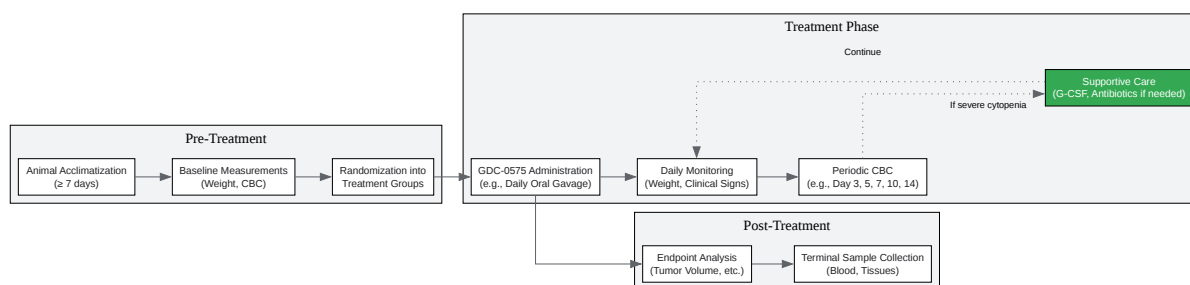 Treatment Phase
Continue
Supportive Care
(G-CSF, Antibiotics if needed)
If severe cytopenia
Pre-Treatment
Animal Acclimatization
(≥ 7 days)
Baseline Measurements
(Weight, CBC)
Randomization into
Treatment Groups
GDC-0575 Administration
(e.g., Daily Oral Gavage)
Daily Monitoring
(Weight, Clinical Signs)
Periodic CBC
(e.g., Day 3, 5, 7, 10, 14)
Post-Treatment
Endpoint Analysis
(Tumor Volume, etc.)
Terminal Sample Collection
(Blood, Tissues)